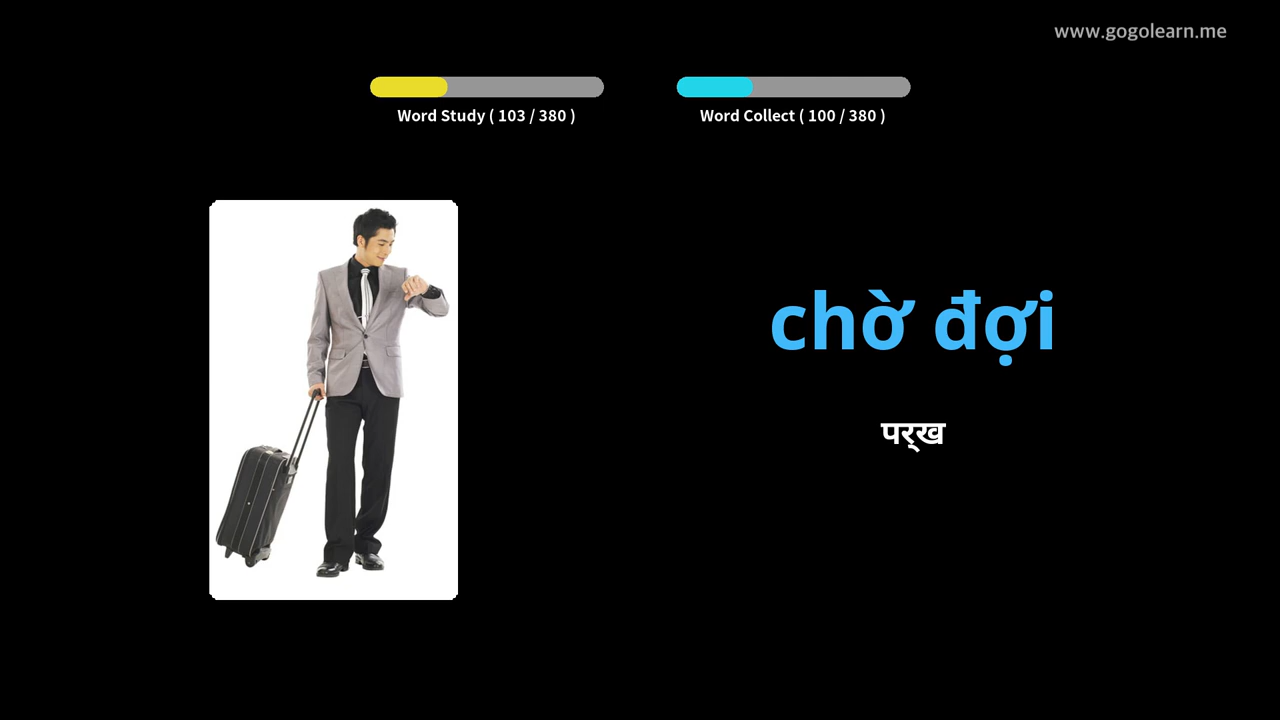 www.gogolearn.me
Word Study ( 103 / 380 )
Word Collect ( 100 / 380 )
chờ đợi
पर्‍ख